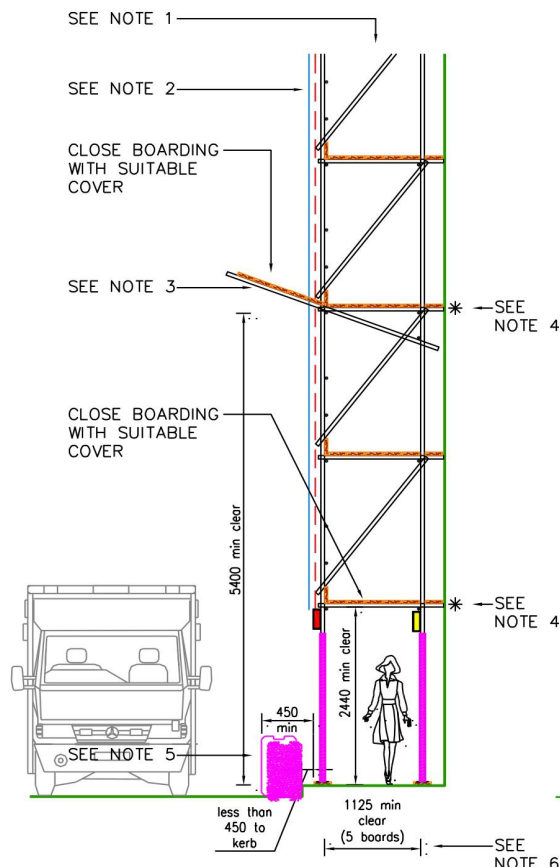 SEE NOTE 1
SEE NOTE 2
CLOSE BOARDING
WITH SUITABLE
COVER
SEE NOTE 3
SEE
NOTE 4
CLOSE BOARDING
WITH SUITABLE
COVER
5400 min clear
SEE
NOTE 4
2440 min clear
450
min
SEE NOTE 5
less than
450 to
kerb
1125 min
clear
(5 boards)
SEE
NOTE 6